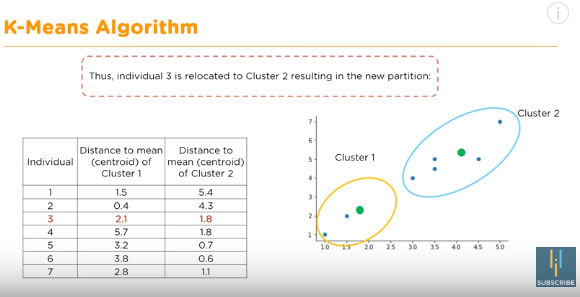 K-Means Algorithm
i
Thus, individual 3 is relocated to Cluster 2 resulting in the new partition:
Individual Distance to mean (centroid) of Cluster 1 Distance to mean (centroid) of Cluster 2
1 1.5 5.4
2 0.4 4.3
3 2.1 1.8
4 5.7 1.8
5 3.2 0.7
6 3.8 0.6
7 2.8 1.1
Cluster 2
Cluster 1
7
6
5
4
3
2
1
1.0 1.5 2.0 2.5 3.0 3.5 4.0 4.5 5.0
SUBSCRIBE